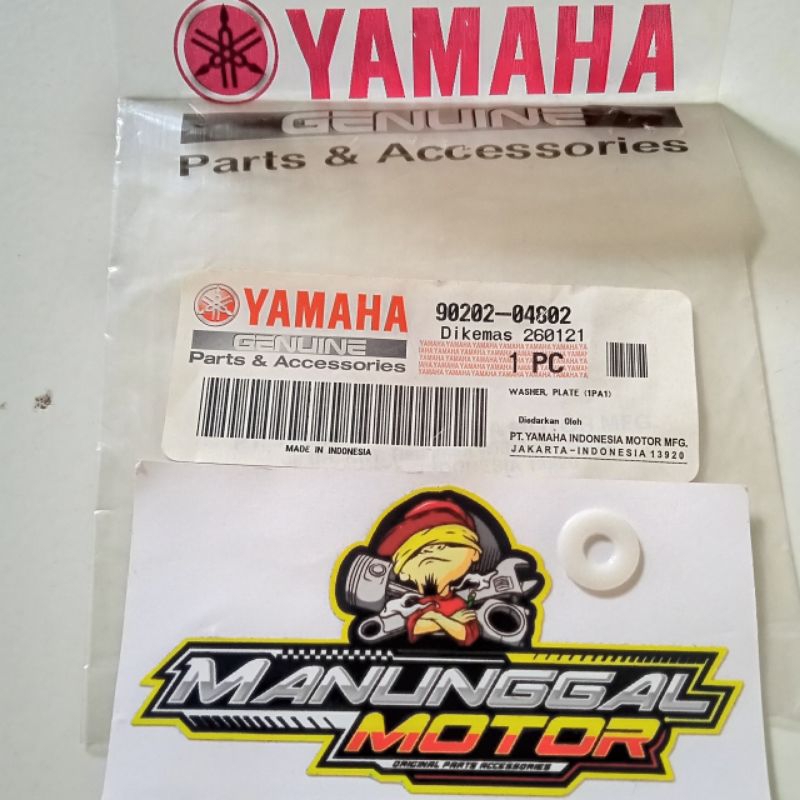 YAMAHA
GENUINE
Parts & Accessories
YAMAHA
GENUINE
Parts & Accessories
90202-04802
Dikemas 260121
1 PC
WASHER, PLATE (1PA1)
Diedarkan Oleh
PT. YAMAHA INDONESIA MOTOR MFG.
JAKARTA-INDONESIA 13920
MADE IN INDONESIA
MANUNGGAL
MOTOR
ORIGINAL PARTS ACCESSORIES